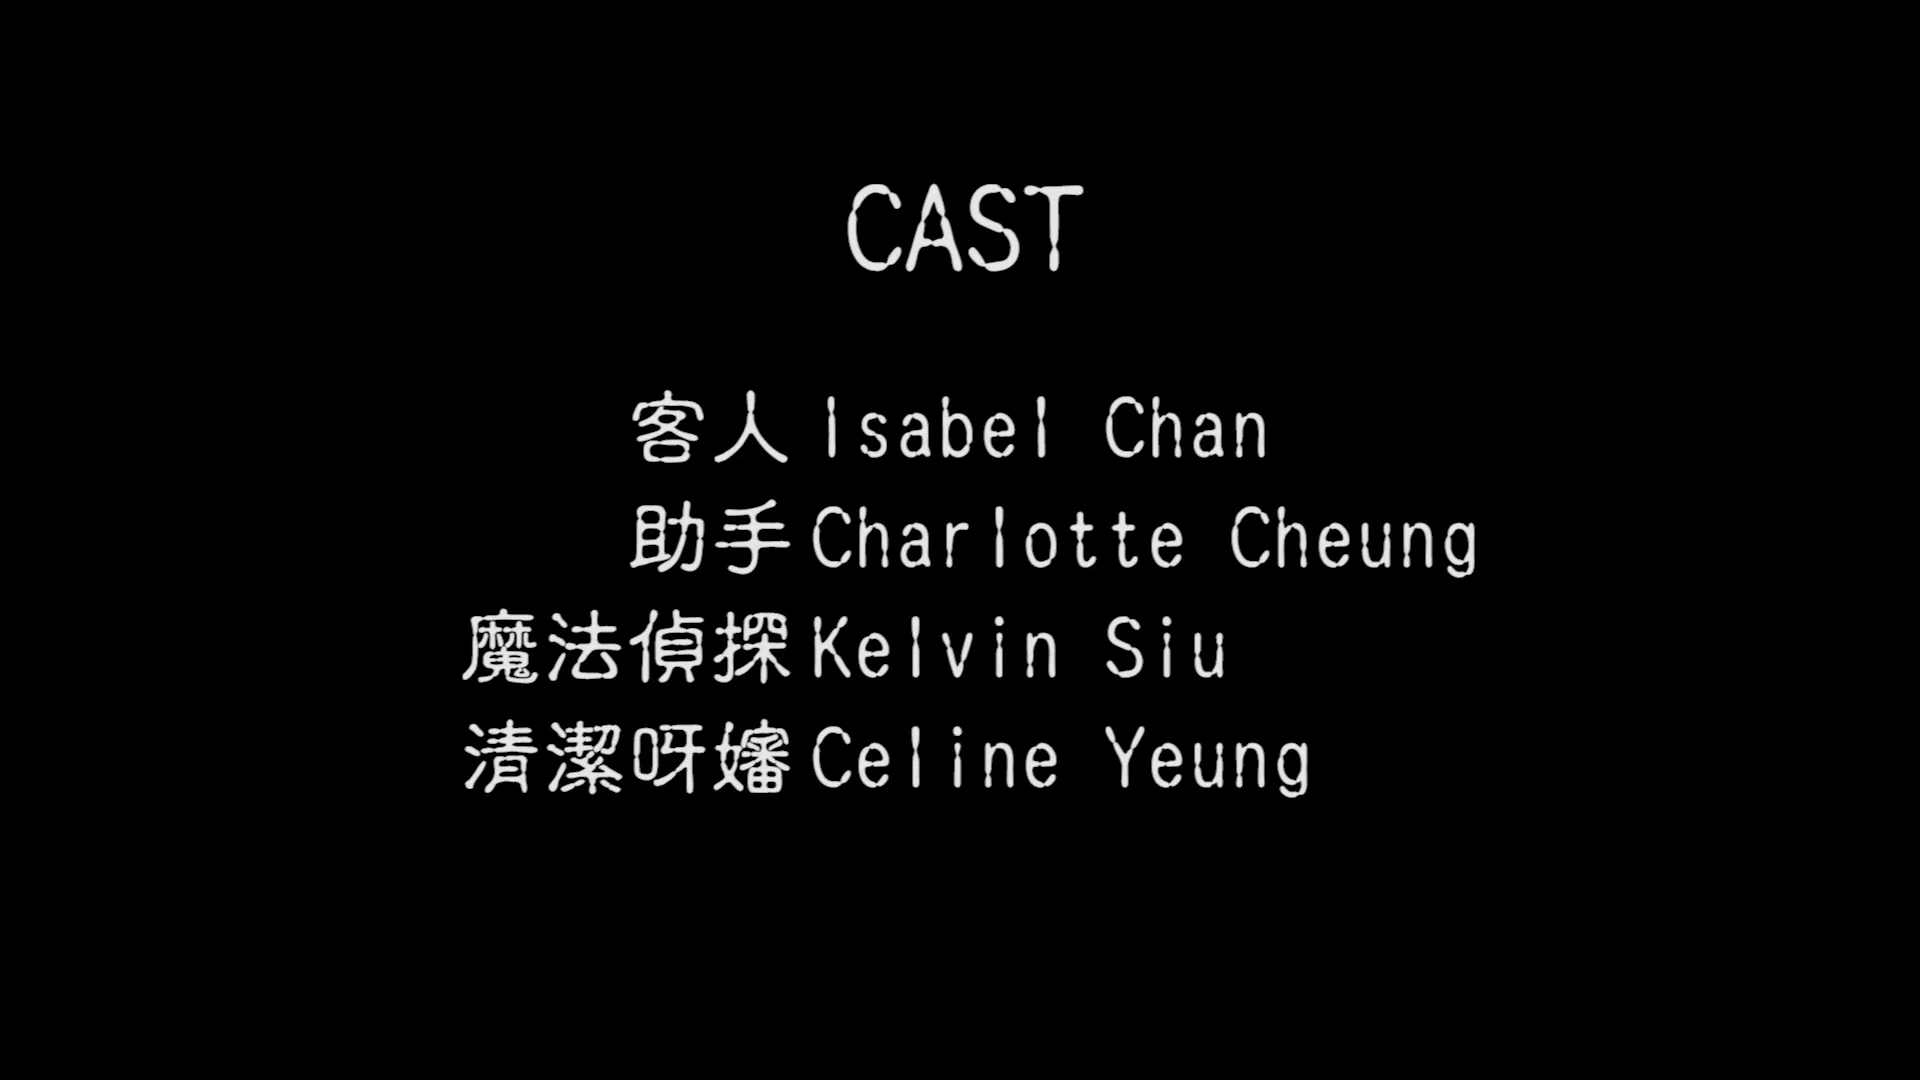 CAST
客人 Isabel Chan
助手 Charlotte Cheung
魔法偵探 Kelvin Siu
清潔呀嬸 Celine Yeung